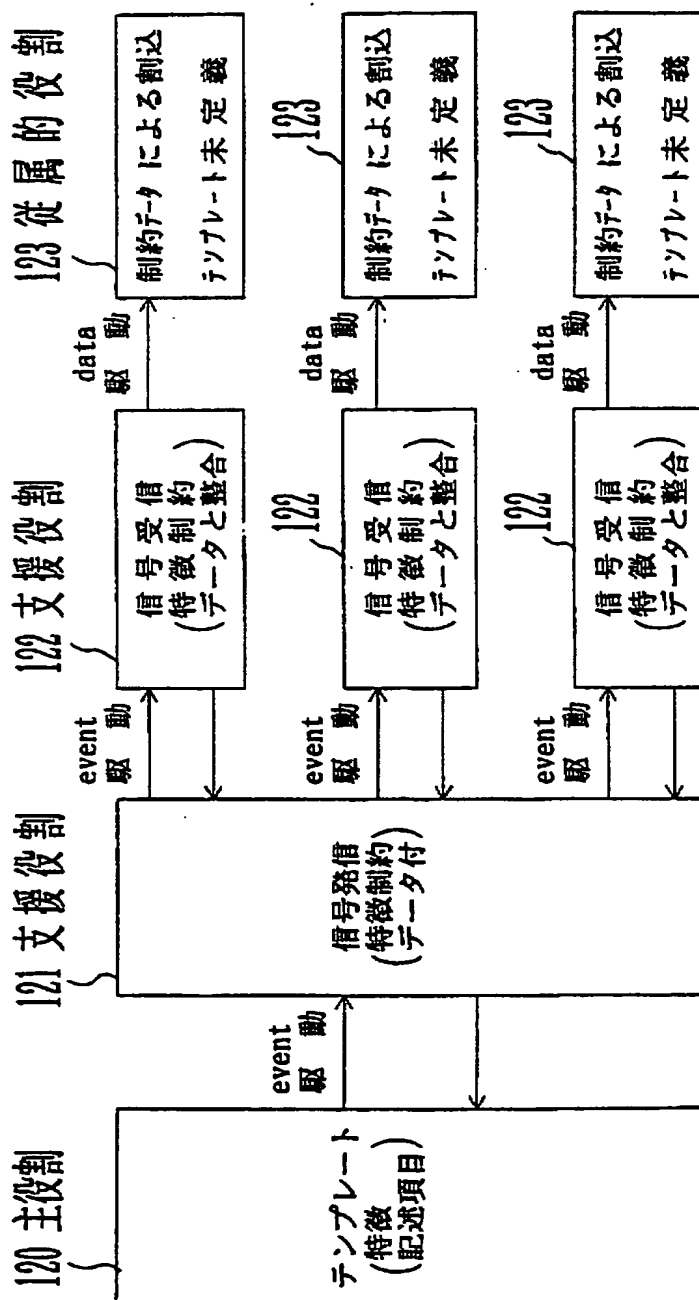 120 主役割
テンプレート
(特徴
記述項目)
event
駆動
121 支援役割
信号発信
(特徴制約
データ付)
event
駆動
event
駆動
event
駆動
122 支援役割
信号受信
(特徴制約
データと整合)
122
信号受信
(特徴制約
データと整合)
122
信号受信
(特徴制約
データと整合)
data
駆動
data
駆動
data
駆動
123 従属的役割
制約データによる割込
テンプレート未定義
123
制約データによる割込
テンプレート未定義
123
制約データによる割込
テンプレート未定義